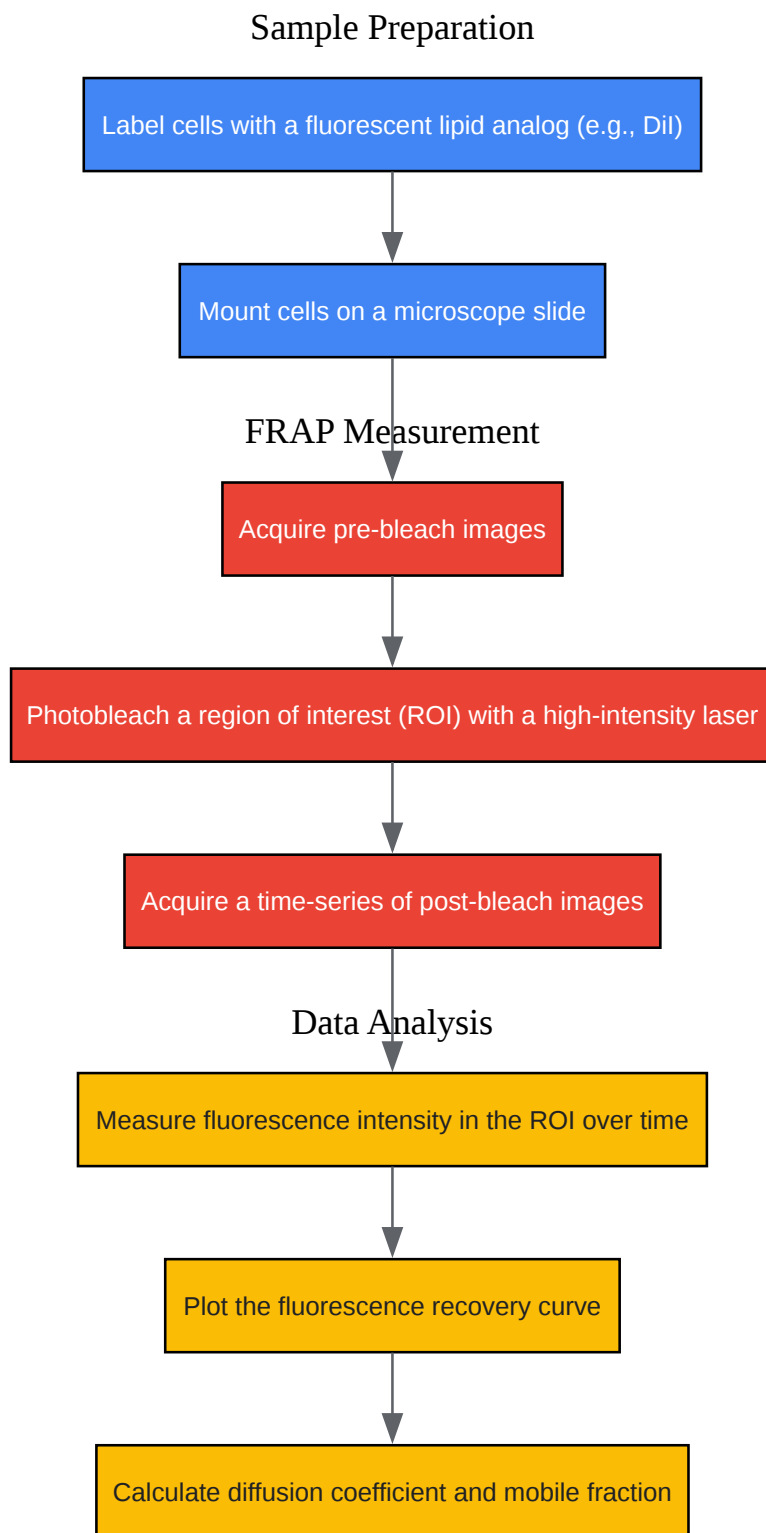 Sample Preparation
Label cells with a fluorescent lipid analog (e.g., DiI)
Mount cells on a microscope slide
FRAP Measurement
Acquire pre-bleach images
Photobleach a region of interest (ROI) with a high-intensity laser
Acquire a time-series of post-bleach images
Data Analysis
Measure fluorescence intensity in the ROI over time
Plot the fluorescence recovery curve
Calculate diffusion coefficient and mobile fraction